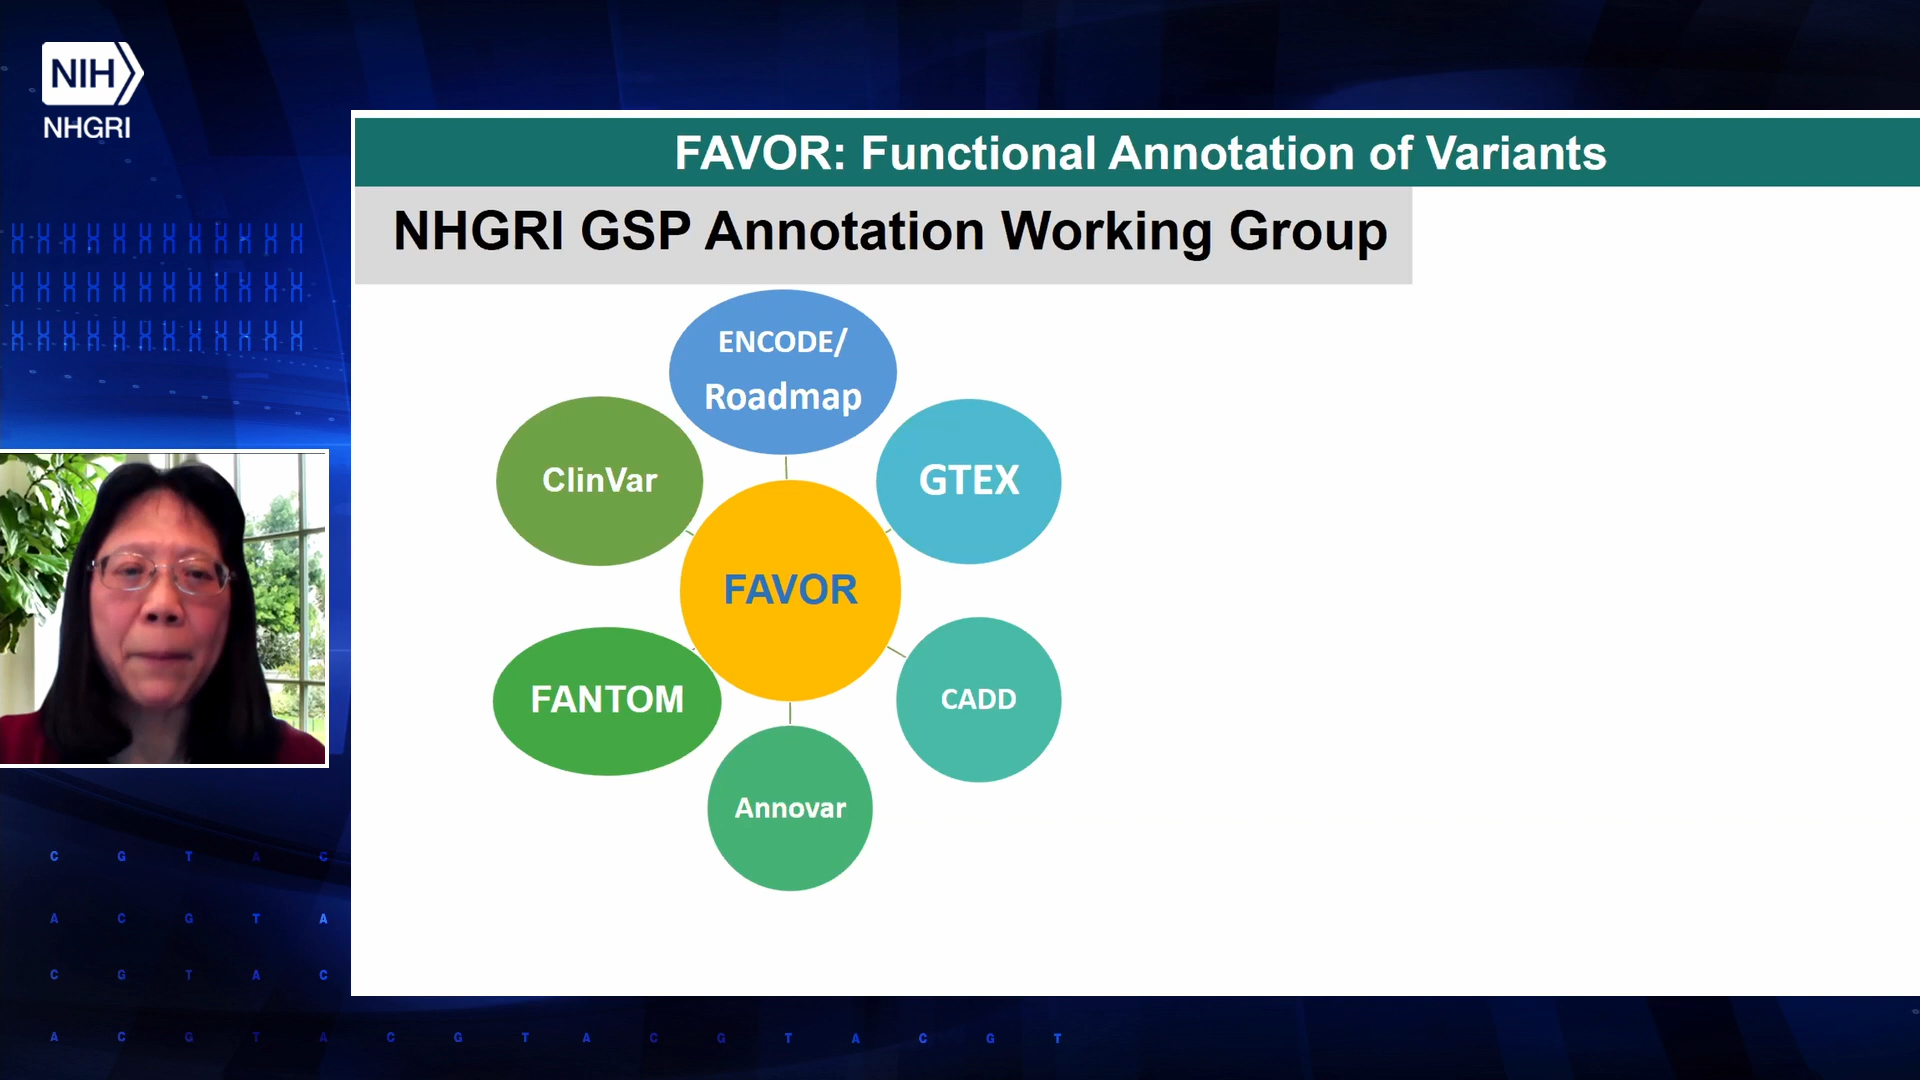 NIH
NHGRI
FAVOR: Functional Annotation of Variants
NHGRI GSP Annotation Working Group
ENCODE/
Roadmap
ClinVar
GTEX
FAVOR
FANTOM
CADD
Annovar
C G T A C
A C G T A
C G T A C
A C G T A C G T A C G T A C G T